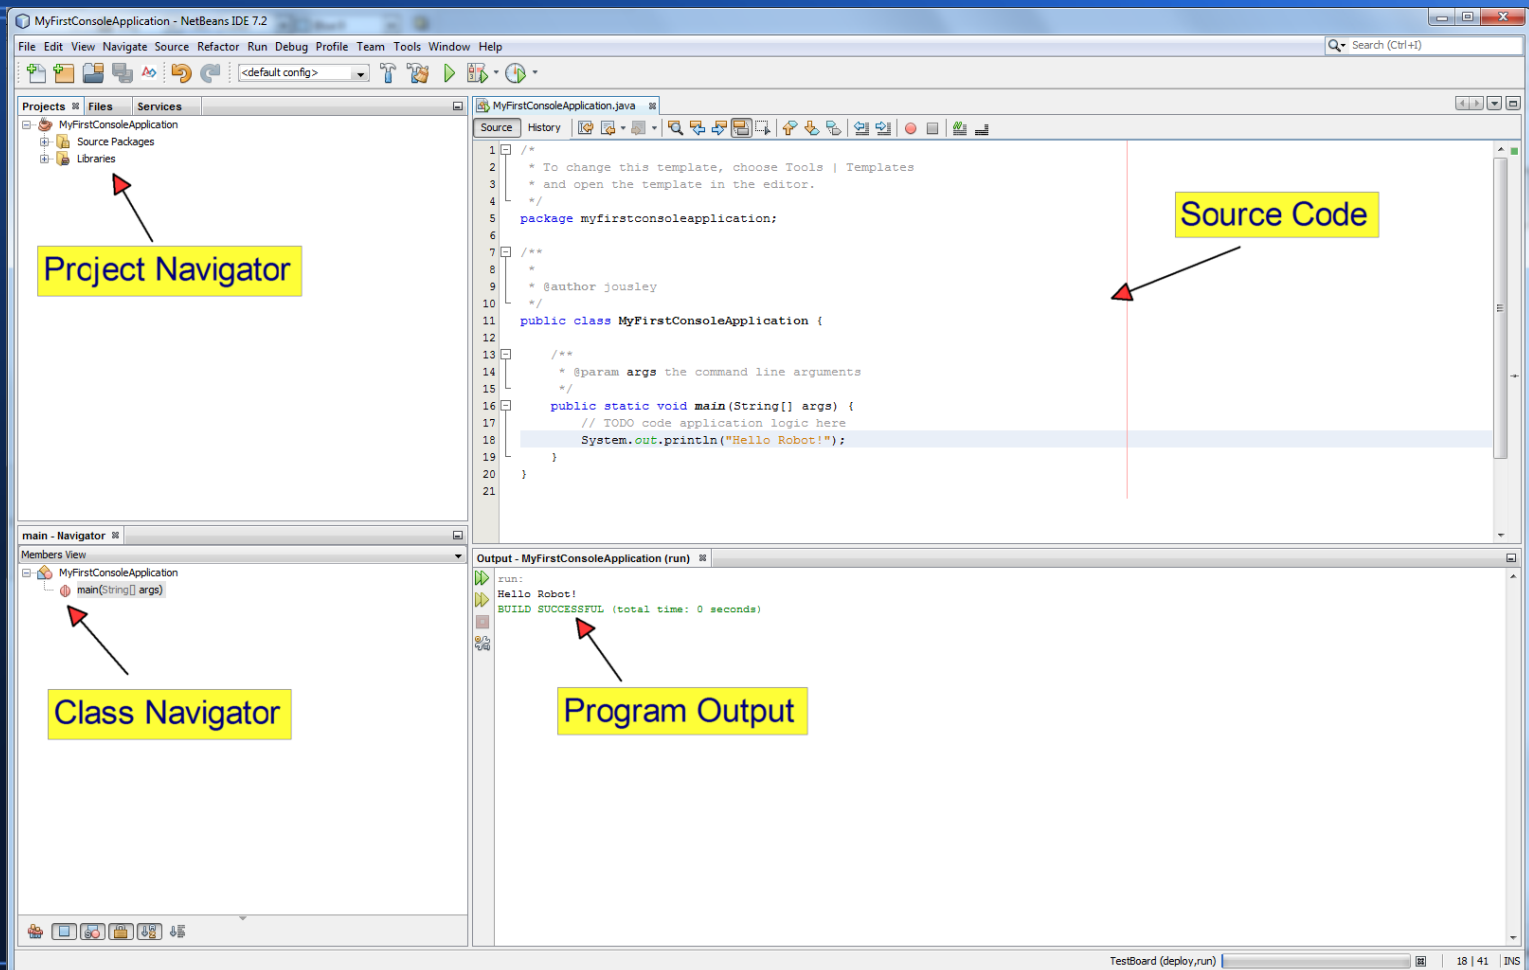 MyFirstConsoleApplication - NetBeans IDE 7.2
File Edit View Navigate Source Refactor Run Debug Profile Team Tools Window Help
Search (Ctrl+I)
<default config>
Projects Files Services
MyFirstConsoleApplication
Source Packages
Libraries
Project Navigator
main - Navigator
Members View
MyFirstConsoleApplication
main(String[] args)
Class Navigator
MyFirstConsoleApplication.java
Source History
1 /*
2 * To change this template, choose Tools | Templates
3 * and open the template in the editor.
4 */
5 package myfirstconsoleapplication;
6
7 /**
8 *
9 * @author jousley
10 */
11 public class MyFirstConsoleApplication {
12
13 /**
14 * @param args the command line arguments
15 */
16 public static void main(String[] args) {
17 // TODO code application logic here
18 System.out.println("Hello Robot!");
19 }
20 }
21
Source Code
Output - MyFirstConsoleApplication (run)
run:
Hello Robot!
BUILD SUCCESSFUL (total time: 0 seconds)
Program Output
TestBoard (deploy,run) 18 | 41 INS